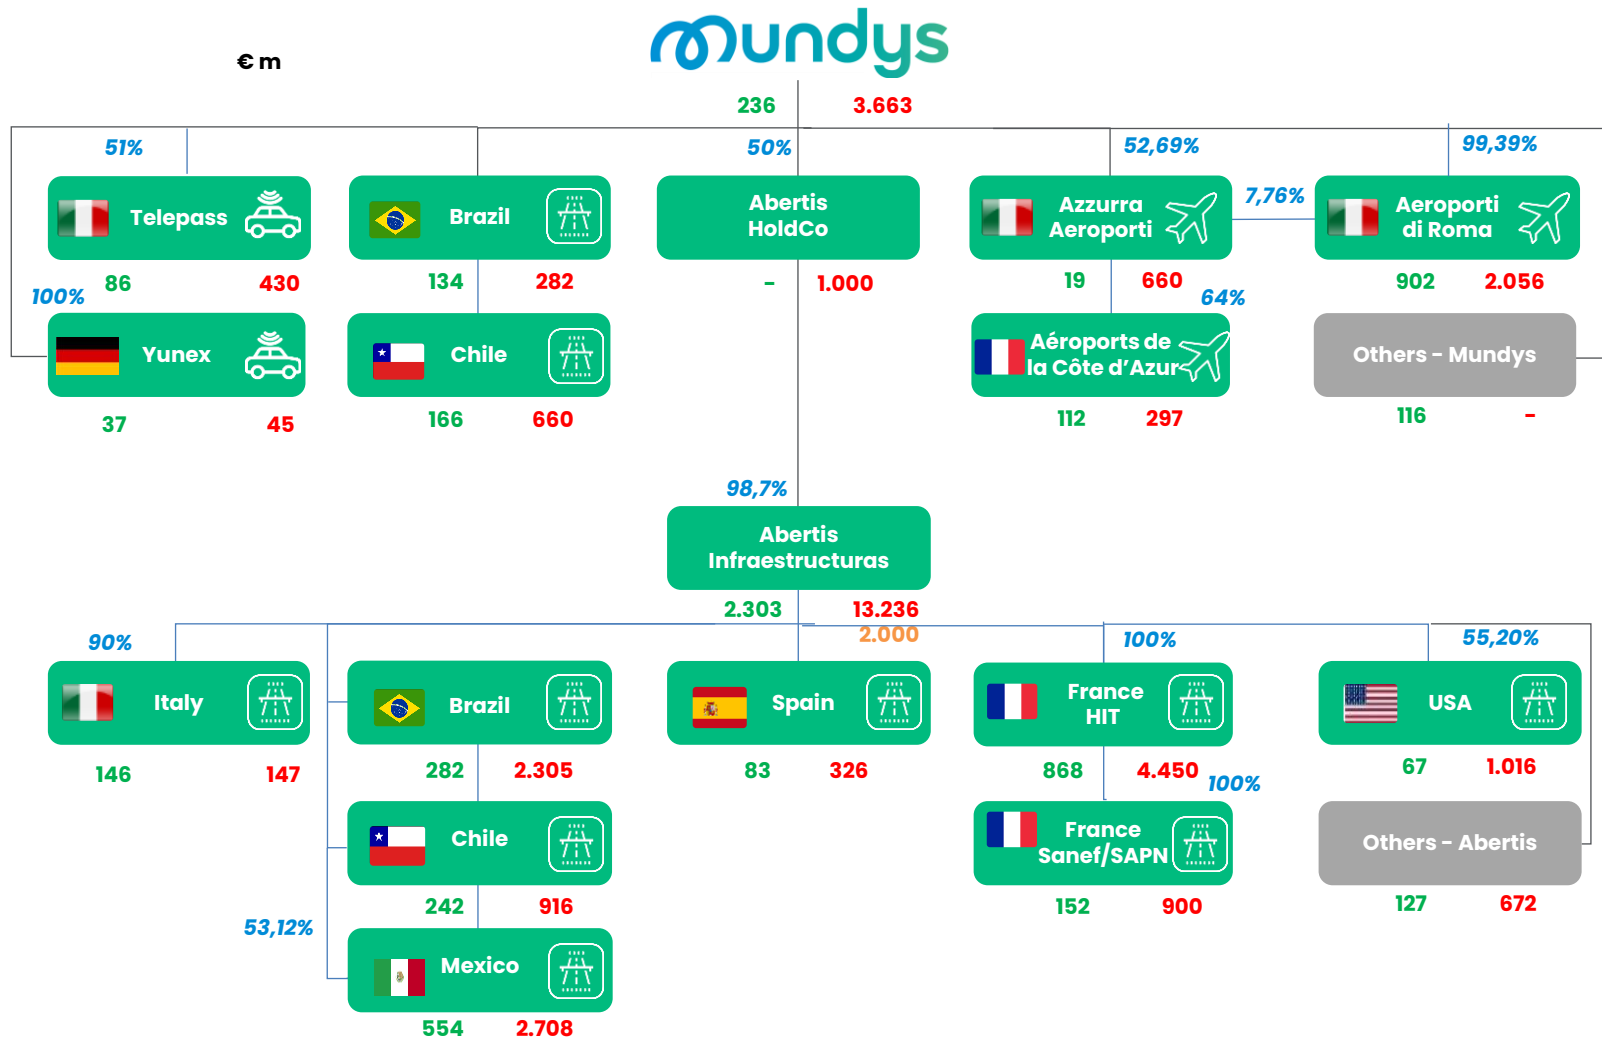 mundys
€ m
236 3.663
51% 50% 52,69% 99,39%
Telepass
Brazil
Abertis
HoldCo
Azzurra
Aeroporti
7,76%
Aeroporti
di Roma
86 430
134 282
- 1.000
19 660
902 2.056
100%
64%
Yunex
Chile
Aéroports de
la Côte d’Azur
Others - Mundys
37 45
166 660
112 297
116 -
98,7%
Abertis
Infraestructuras
2.303 13.236
2.000
90%
100%
55,20%
Italy
Brazil
Spain
France
HIT
USA
146 147
282 2.305
83 326
868 4.450
67 1.016
100%
Chile
France
Sanef/SAPN
Others - Abertis
242 916
152 900
127 672
53,12%
Mexico
554 2.708